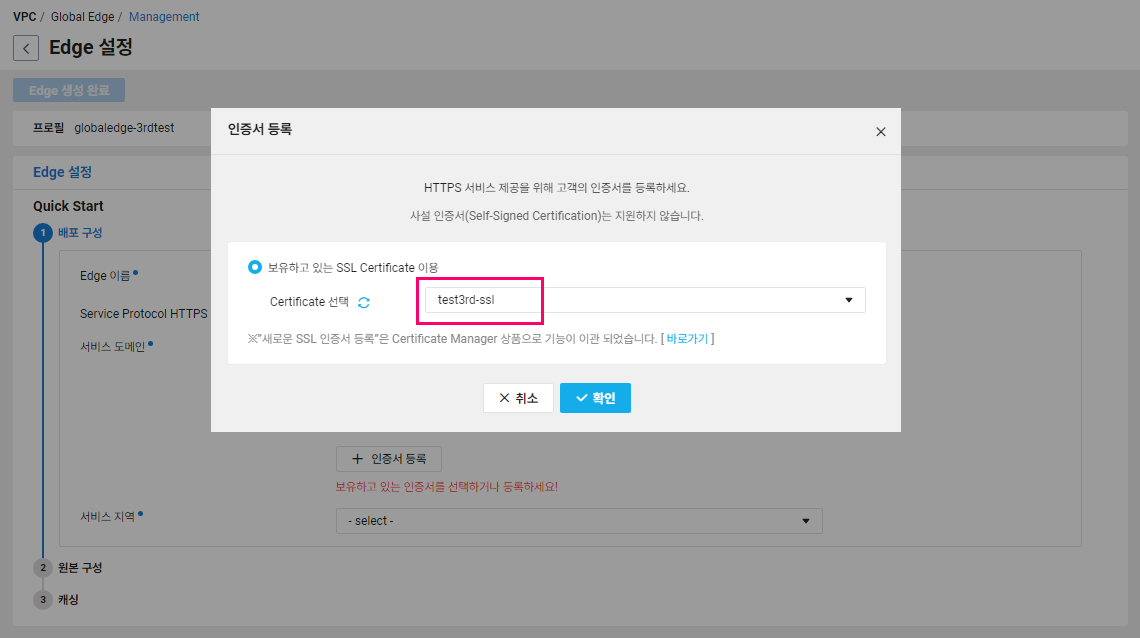 VPC / Global Edge / Management
Edge 설정
Edge 생성 완료
프로필 globaledge-3rdtest
Edge 설정
Quick Start
1 배포 구성
Edge 이름
Service Protocol HTTPS
서비스 도메인
인증서 등록
HTTPS 서비스 제공을 위해 고객의 인증서를 등록하세요.
사설 인증서(Self-Signed Certification)는 지원하지 않습니다.
보유하고 있는 SSL Certificate 이용
Certificate 선택
test3rd-ssl
※"새로운 SSL 인증서 등록"은 Certificate Manager 상품으로 기능이 이관 되었습니다. [ 바로가기 ]
취소
확인
인증서 등록
보유하고 있는 인증서를 선택하거나 등록하세요!
서비스 지역
- select -
2 원본 구성
3 캐싱